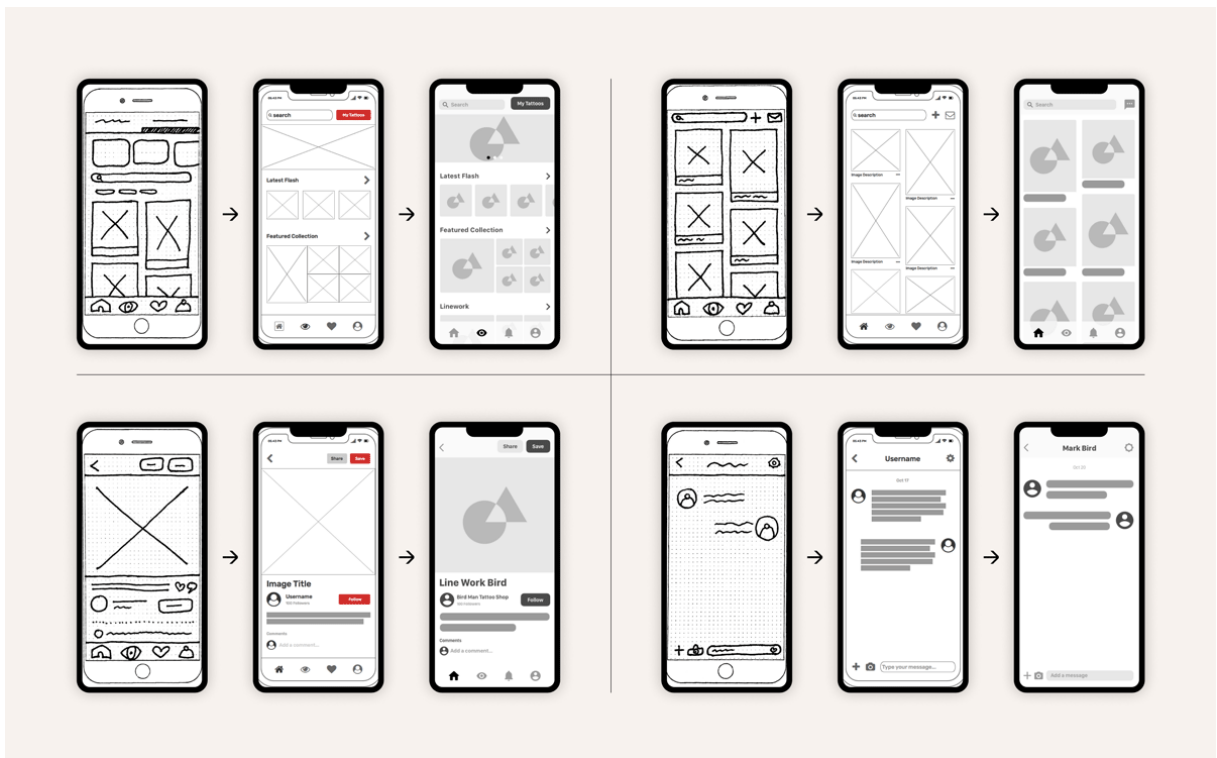 search
My Tattoos
Latest Flash
Featured Collection
Search
My Tattoos
Latest Flash
Featured Collection
Linework
search
Image Description
Image Description
Image Description
Image Description
Search
Share
Save
Image Title
Username
Follow
Comments
Add a comment...
Share
Save
Line Work Bird
Bird Man Tattoo Shop
Follow
Comments
Add a comment...
Username
Type your message...
Mark Bird
Add a message